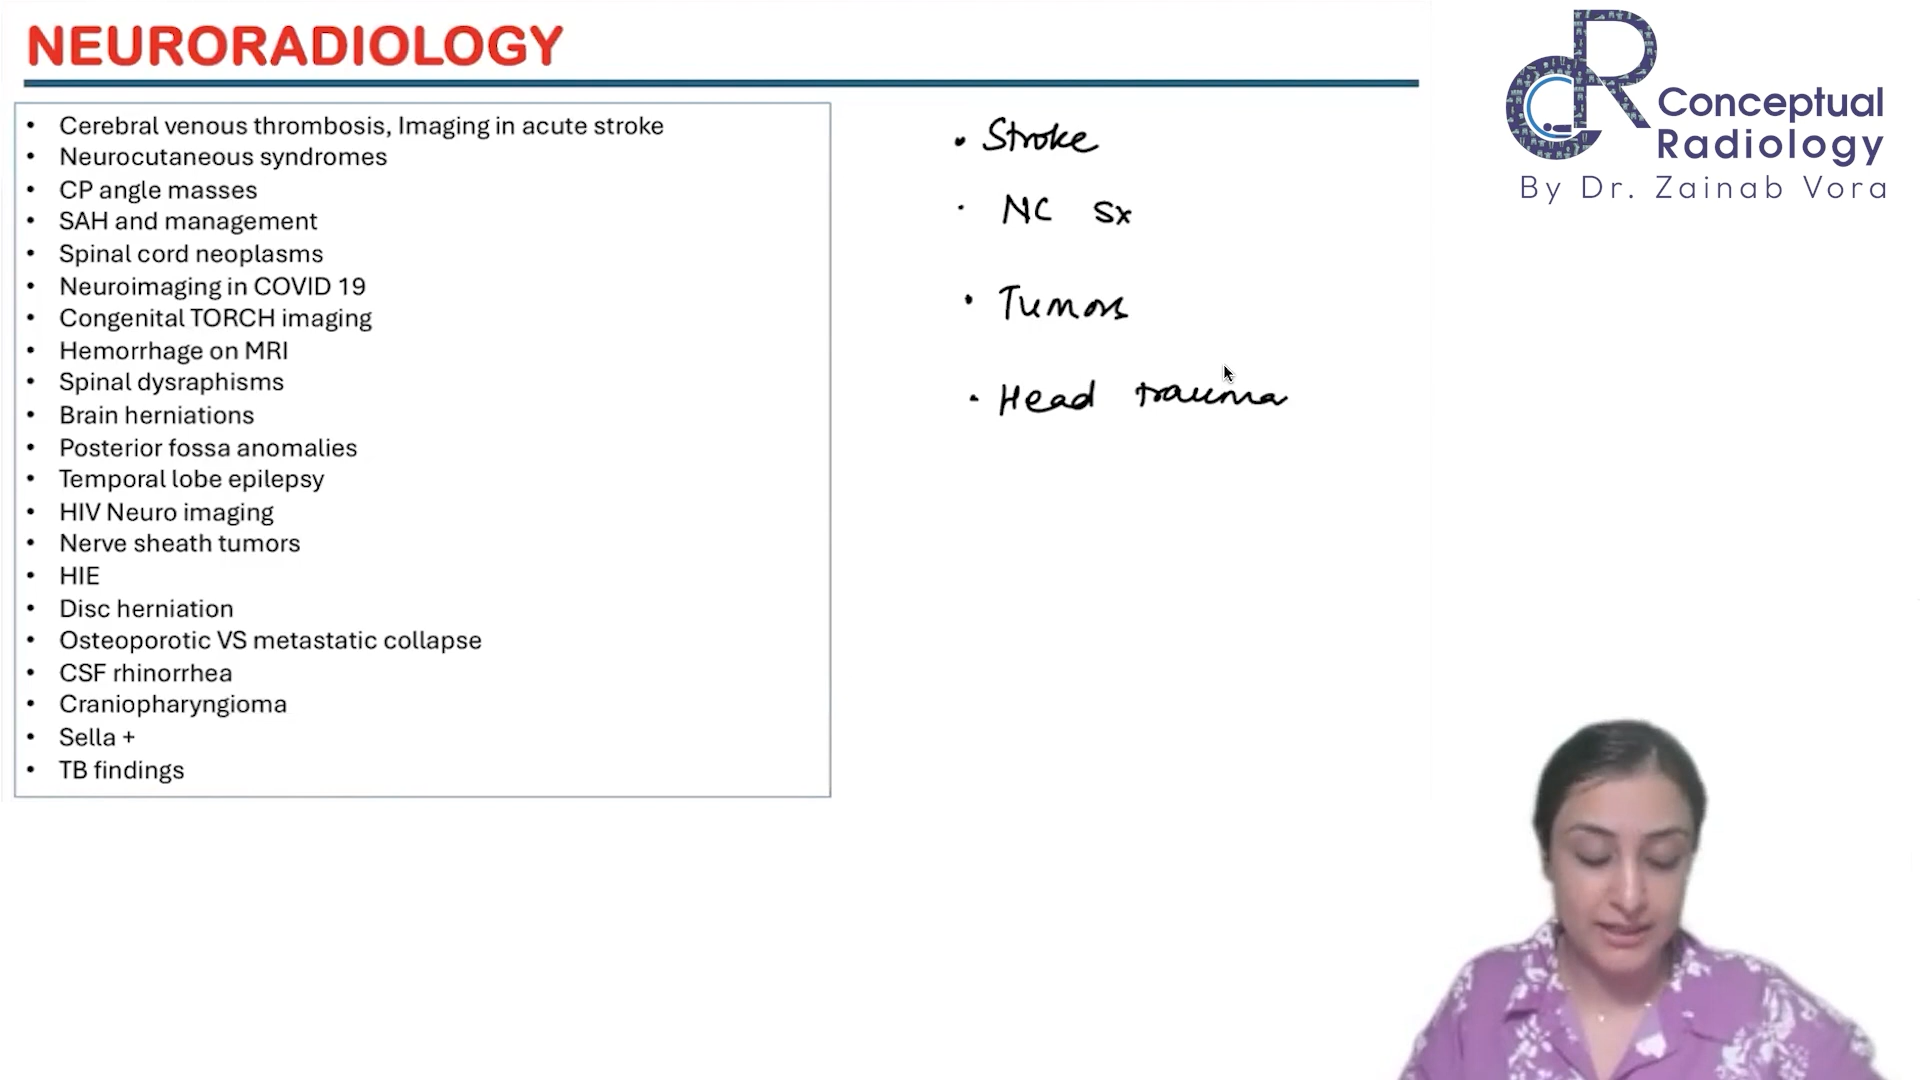 NEURORADIOLOGY
• Cerebral venous thrombosis, Imaging in acute stroke
• Neurocutaneous syndromes
• CP angle masses
• SAH and management
• Spinal cord neoplasms
• Neuroimaging in COVID 19
• Congenital TORCH imaging
• Hemorrhage on MRI
• Spinal dysraphisms
• Brain herniations
• Posterior fossa anomalies
• Temporal lobe epilepsy
• HIV Neuro imaging
• Nerve sheath tumors
• HIE
• Disc herniation
• Osteoporotic VS metastatic collapse
• CSF rhinorrhea
• Craniopharyngioma
• Sella +
• TB findings
• Stroke
• NC Sx
• Tumors
• Head trauma
CR
Conceptual
Radiology
By Dr. Zainab Vora